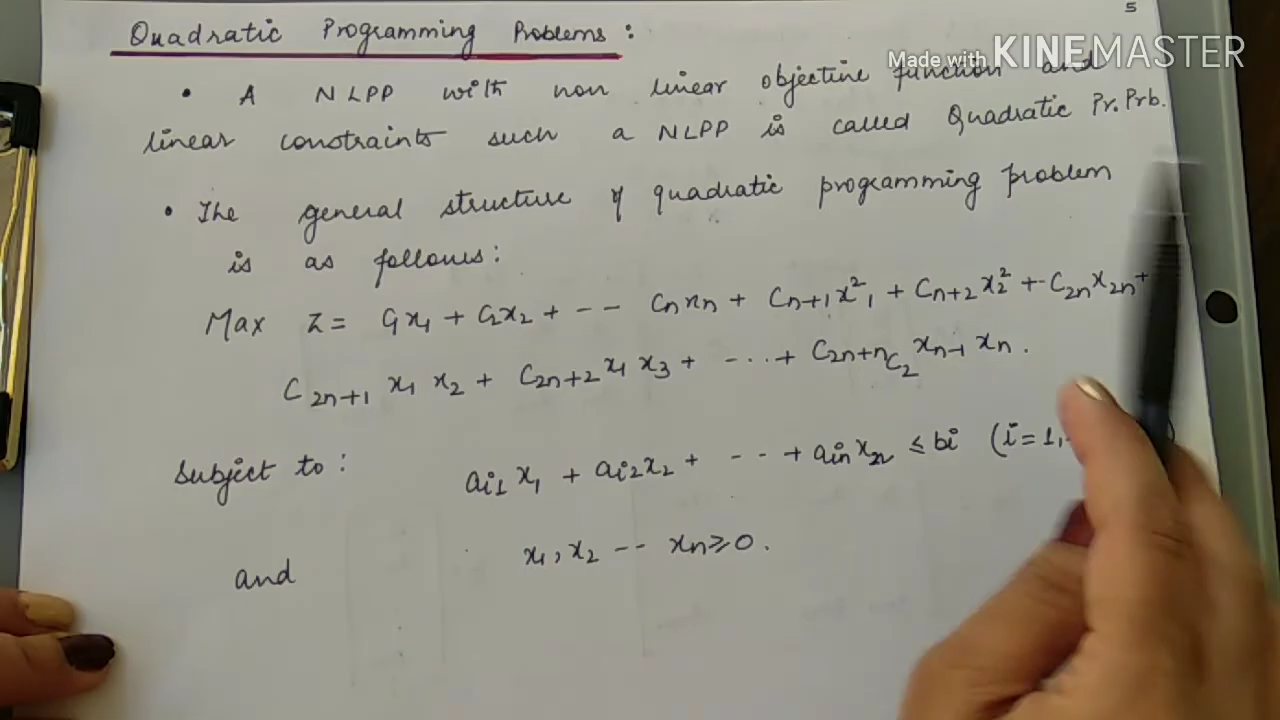 5
Made with KINEMASTER
Quadratic Programming Problems :
• A NLPP with non linear objective function and
linear constraints such a NLPP is called Quadratic Pr. Prb.
• The general structure of quadratic programming problem
is as follows :
Max Z = C₁x₁ + C₂x₂ + -- Cₙxₙ + Cₙ₊₁x²₁ + Cₙ₊₂x₂² + -- C₂ₙx₂ₙ +
C₂ₙ₊₁ x₁ x₂ + C₂ₙ₊₂ x₁ x₃ + --.. + C₂ₙ₊ₙC₂ xₙ₋₁ xₙ .
Subject to : aᵢ₁ x₁ + aᵢ₂x₂ + -- -- + aᵢₙxₙ ≤ bi (i = 1,
and x₁, x₂ -- xₙ ≥ 0 .